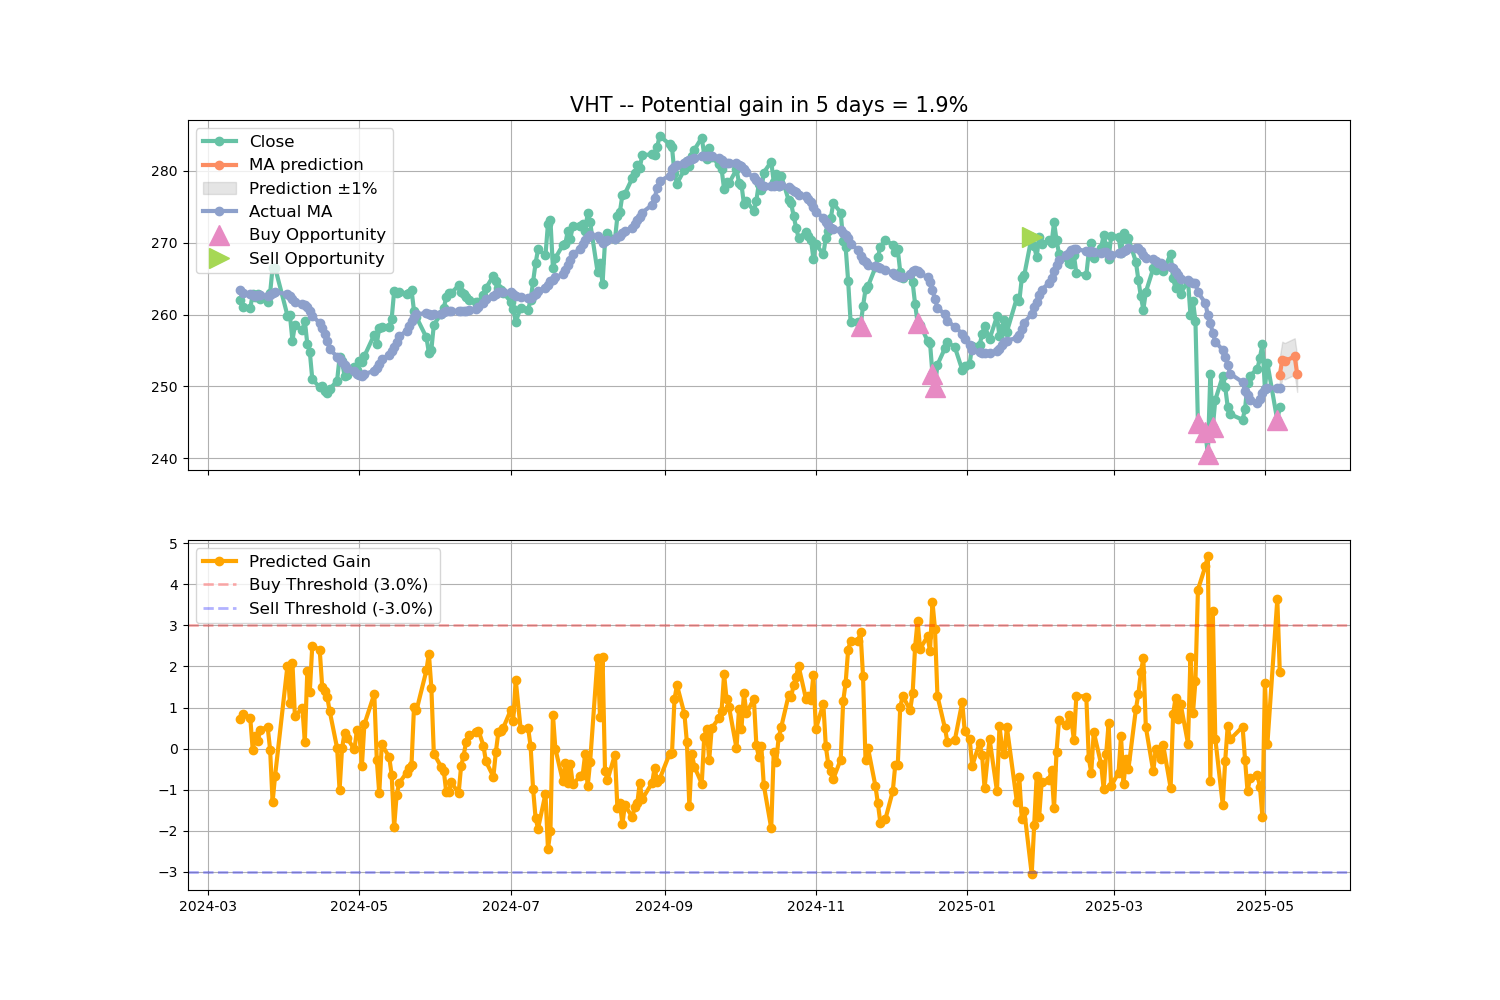 VHT -- Potential gain in 5 days = 1.9%
Close
MA prediction
Prediction ±1%
Actual MA
Buy Opportunity
Sell Opportunity
280
270
260
250
240
Predicted Gain
Buy Threshold (3.0%)
Sell Threshold (-3.0%)
5
4
3
2
1
0
−1
−2
−3
2024-03 2024-05 2024-07 2024-09 2024-11 2025-01 2025-03 2025-05